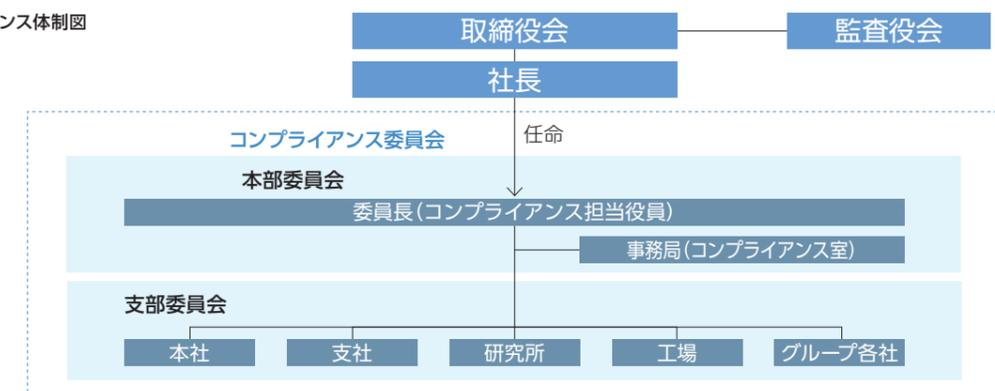 ンス体制図
取締役会
監査役会
社長
任命
コンプライアンス委員会
本部委員会
委員長(コンプライアンス担当役員)
事務局(コンプライアンス室)
支部委員会
本社
支社
研究所
工場
グループ各社